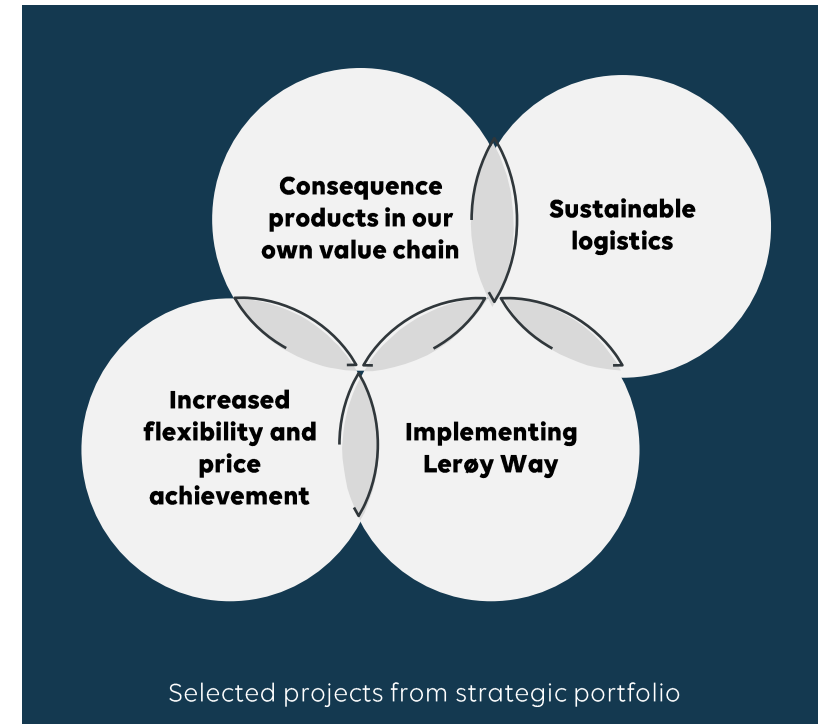 Consequence
products in our
own value chain
Sustainable
logistics
Increased
flexibility and
price
achievement
Implementing
Lerøy Way
Selected projects from strategic portfolio